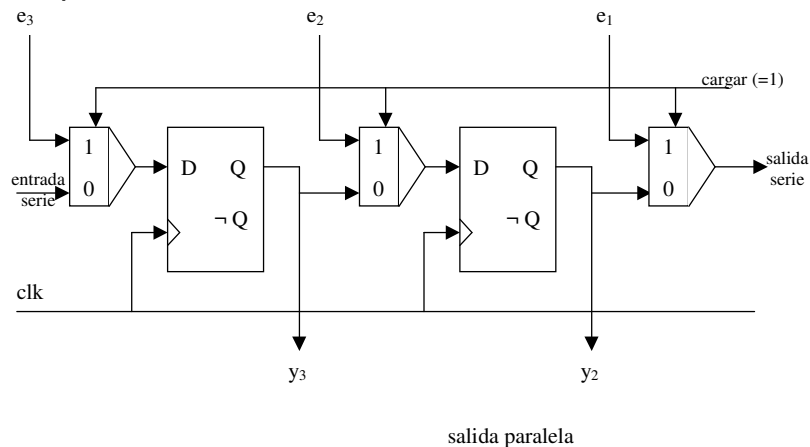 e3
e2
e1
cargar (=1)
1
1
1
D Q
D Q
entrada
serie
0
0
0
salida
serie
¬ Q
¬ Q
clk
y3
y2
salida paralela